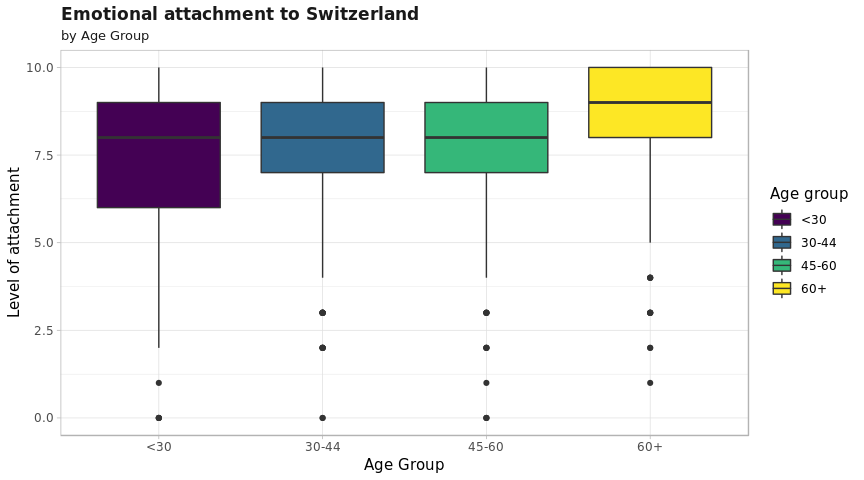 Emotional attachment to Switzerland
by Age Group
Level of attachment
10.0
7.5
5.0
2.5
0.0
<30
30-44
45-60
60+
Age Group
Age group
<30
30-44
45-60
60+